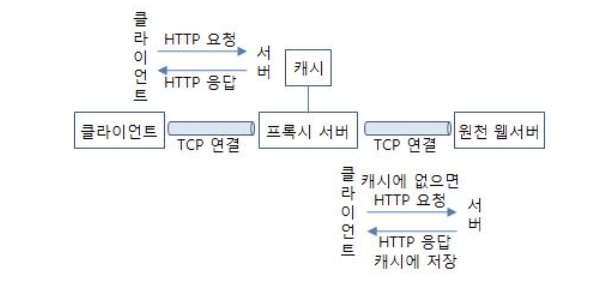 클라이언트
HTTP 요청
HTTP 응답
서버
캐시
클라이언트
TCP 연결
프록시 서버
TCP 연결
원천 웹서버
클라이언트
캐시에 없으면
HTTP 요청
HTTP 응답
캐시에 저장
서버